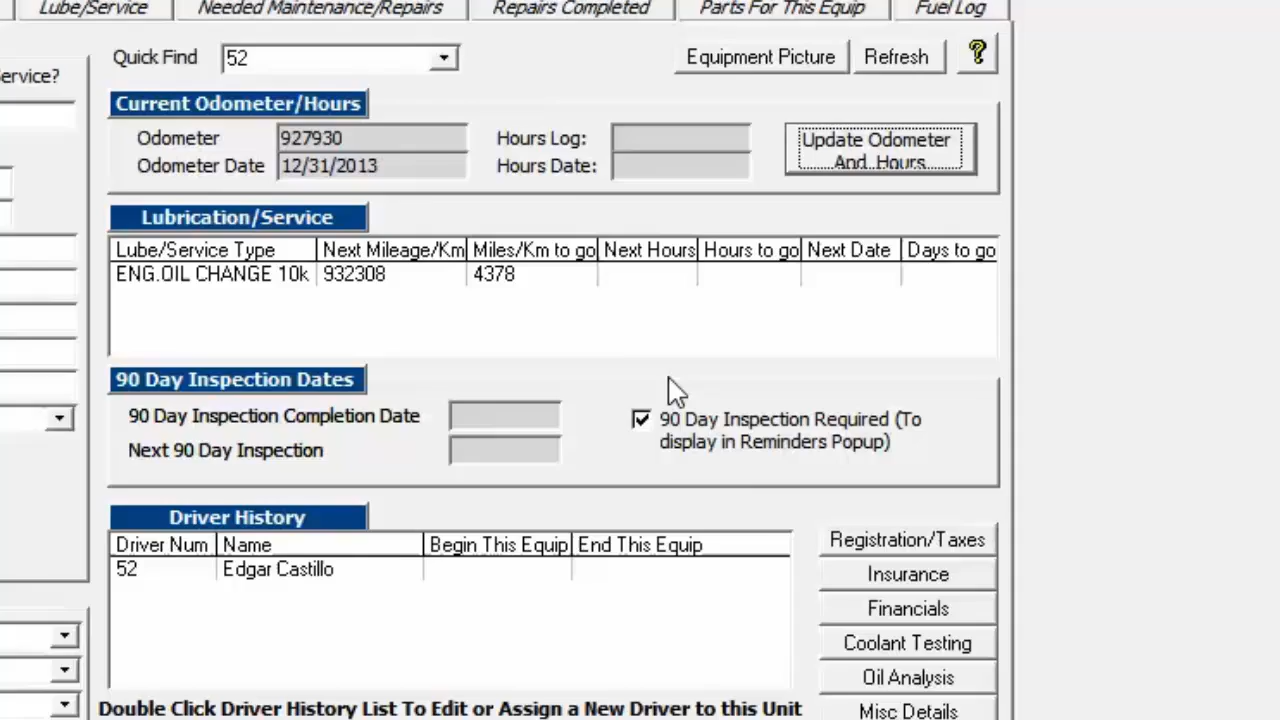 Lube/Service Needed Maintenance/Repairs Repairs Completed Parts For This Equip Fuel Log
Quick Find 52 Equipment Picture Refresh ?
ervice?
Current Odometer/Hours
Odometer 927930 Hours Log: Update Odometer
Odometer Date 12/31/2013 Hours Date: And Hours
Lubrication/Service
Lube/Service Type Next Mileage/Km Miles/Km to go Next Hours Hours to go Next Date Days to go
ENG.OIL CHANGE 10k 932308 4378
90 Day Inspection Dates
90 Day Inspection Completion Date 90 Day Inspection Required (To
Next 90 Day Inspection display in Reminders Popup)
Driver History
Driver Num Name Begin This Equip End This Equip
52 Edgar Castillo
Registration/Taxes
Insurance
Financials
Coolant Testing
Oil Analysis
Misc Details
Double Click Driver History List To Edit or Assign a New Driver to this Unit